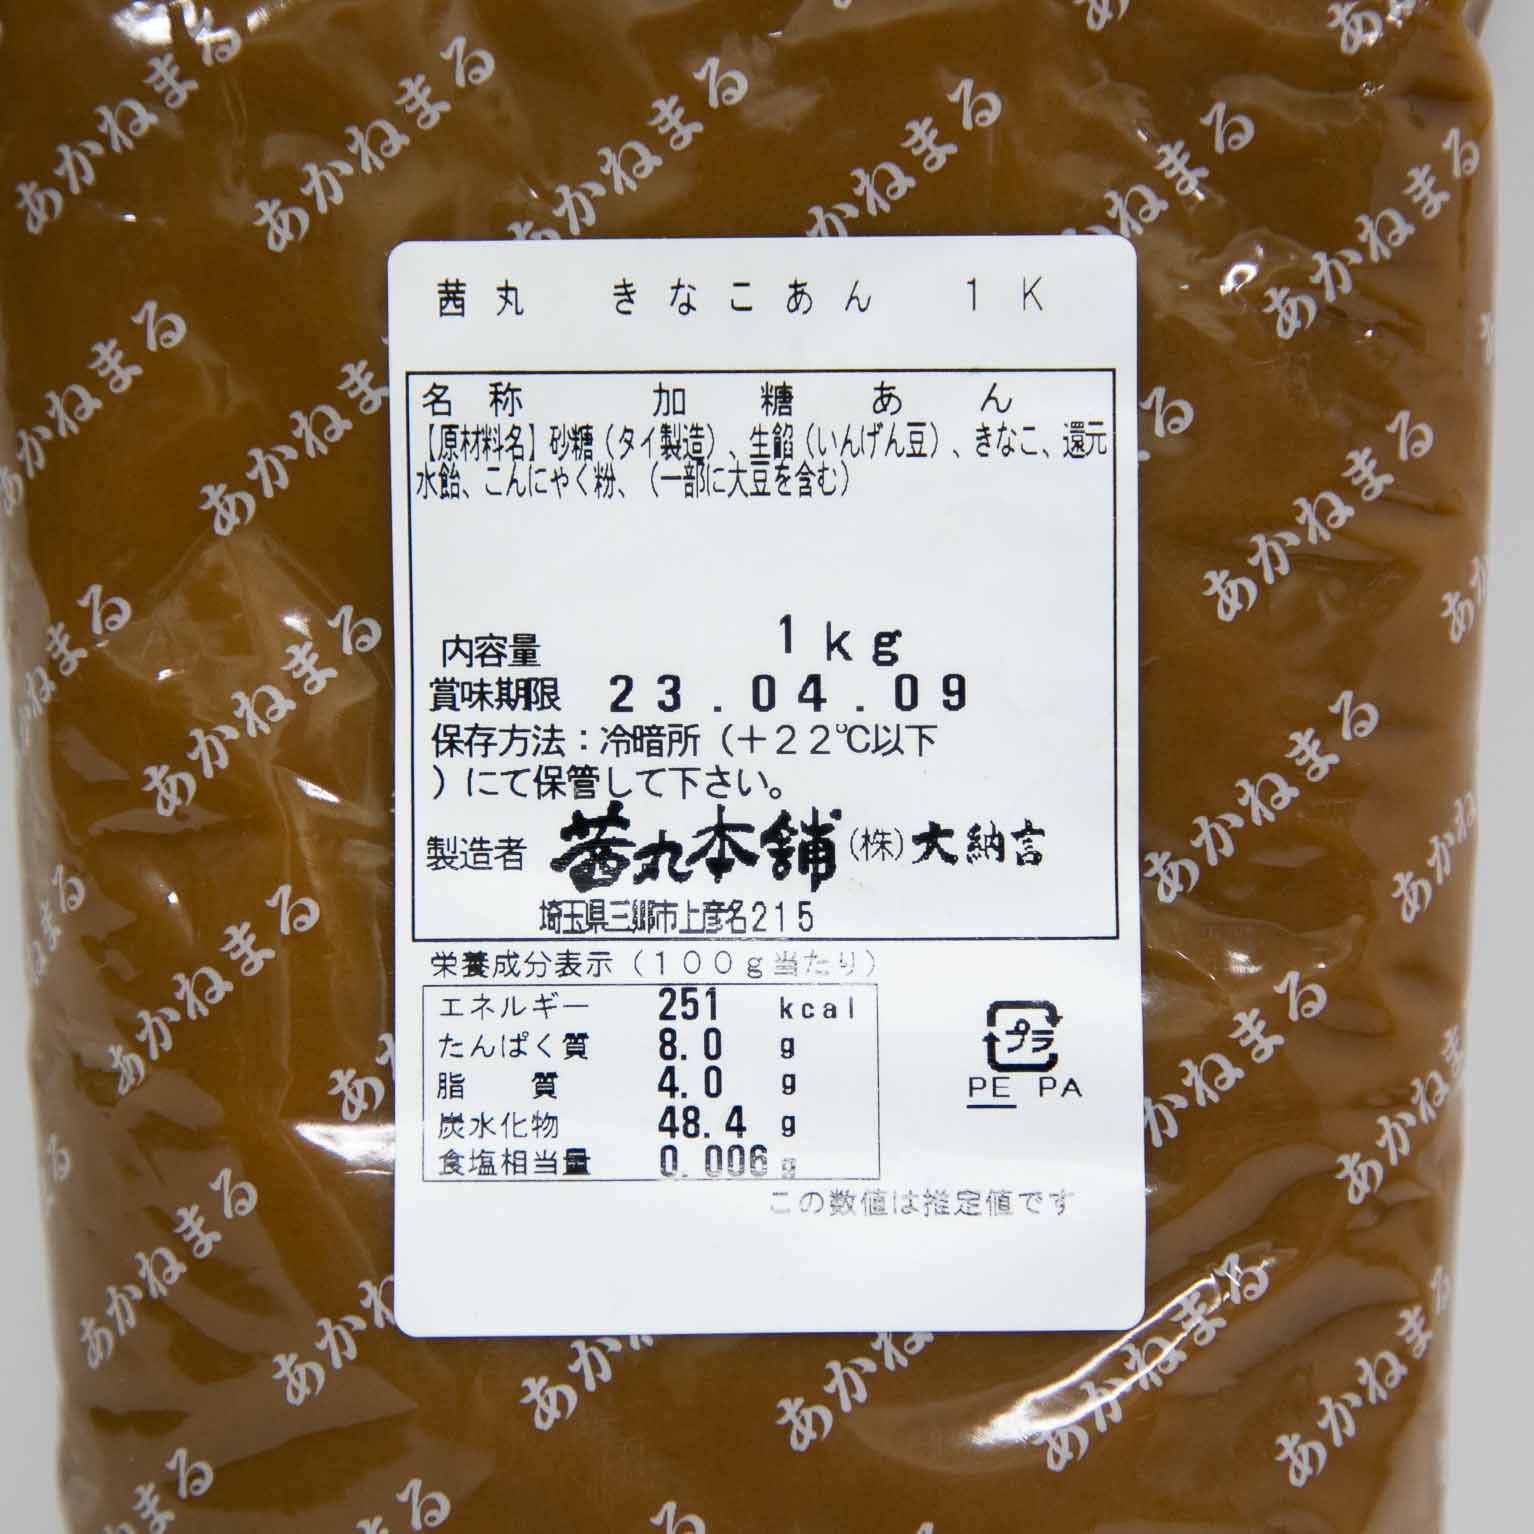 茜丸 きなこあん 1K
名称 加糖あん
【原材料名】砂糖（タイ製造）、生餡（いんげん豆）、きなこ、還元
水飴、こんにゃく粉、（一部に大豆を含む）
内容量 1kg
賞味期限 23.04.09
保存方法：冷暗所（＋２２℃以下
）にて保管して下さい。
製造者 茜丸本舗 (株)大納言
埼玉県三郷市上彦名215
栄養成分表示（１００ｇ当たり）
エネルギー 251 kcal
たんぱく質 8.0 g
脂質 4.0 g
炭水化物 48.4 g
食塩相当量 0.006 g
この数値は推定値です
プラ
PE PA
あかねまる